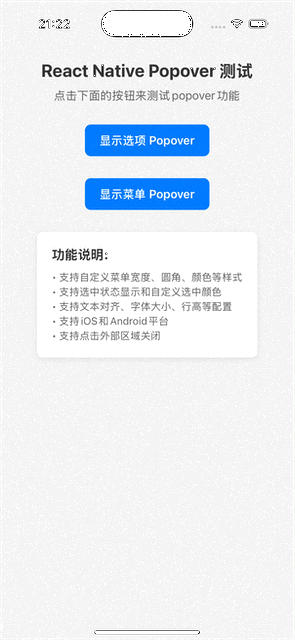 21:22
React Native Popover 测试
点击下面的按钮来测试 popover 功能
显示选项 Popover
显示菜单 Popover
功能说明：
• 支持自定义菜单宽度、圆角、颜色等样式
• 支持选中状态显示和自定义选中颜色
• 支持文本对齐、字体大小、行高等配置
• 支持 iOS 和 Android 平台
• 支持点击外部区域关闭